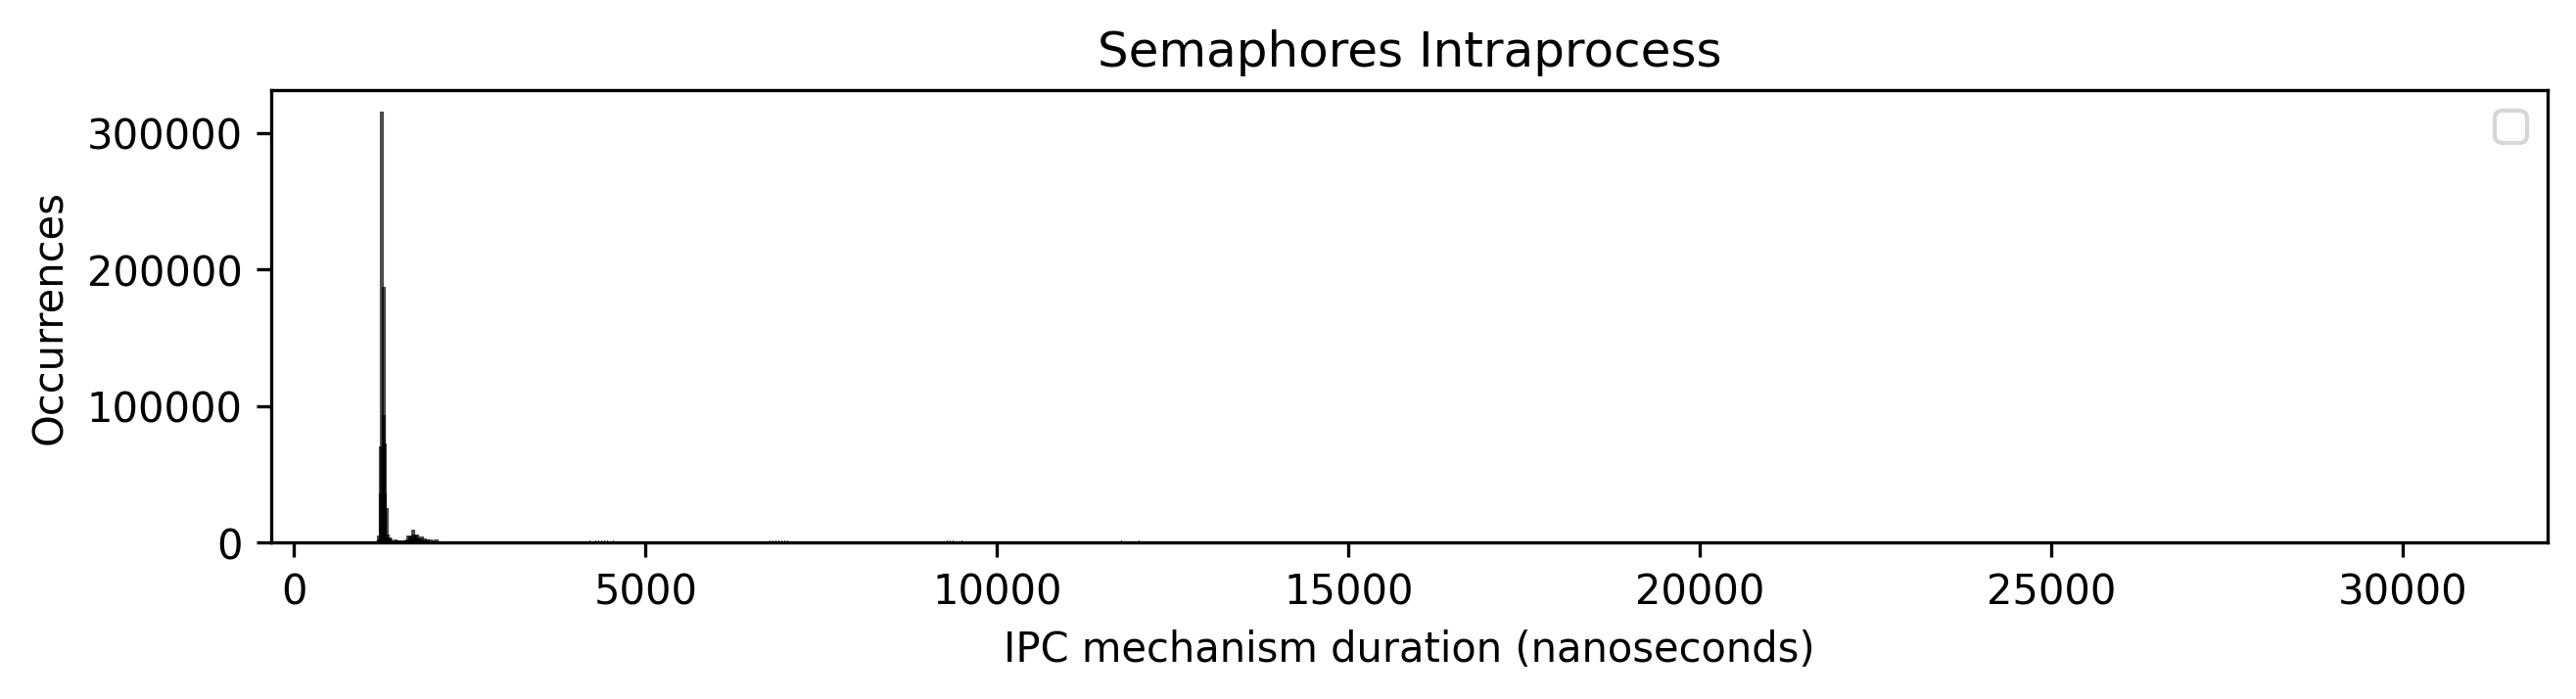 Semaphores Intraprocess
Occurrences
300000
200000
100000
0
0 5000 10000 15000 20000 25000 30000
IPC mechanism duration (nanoseconds)